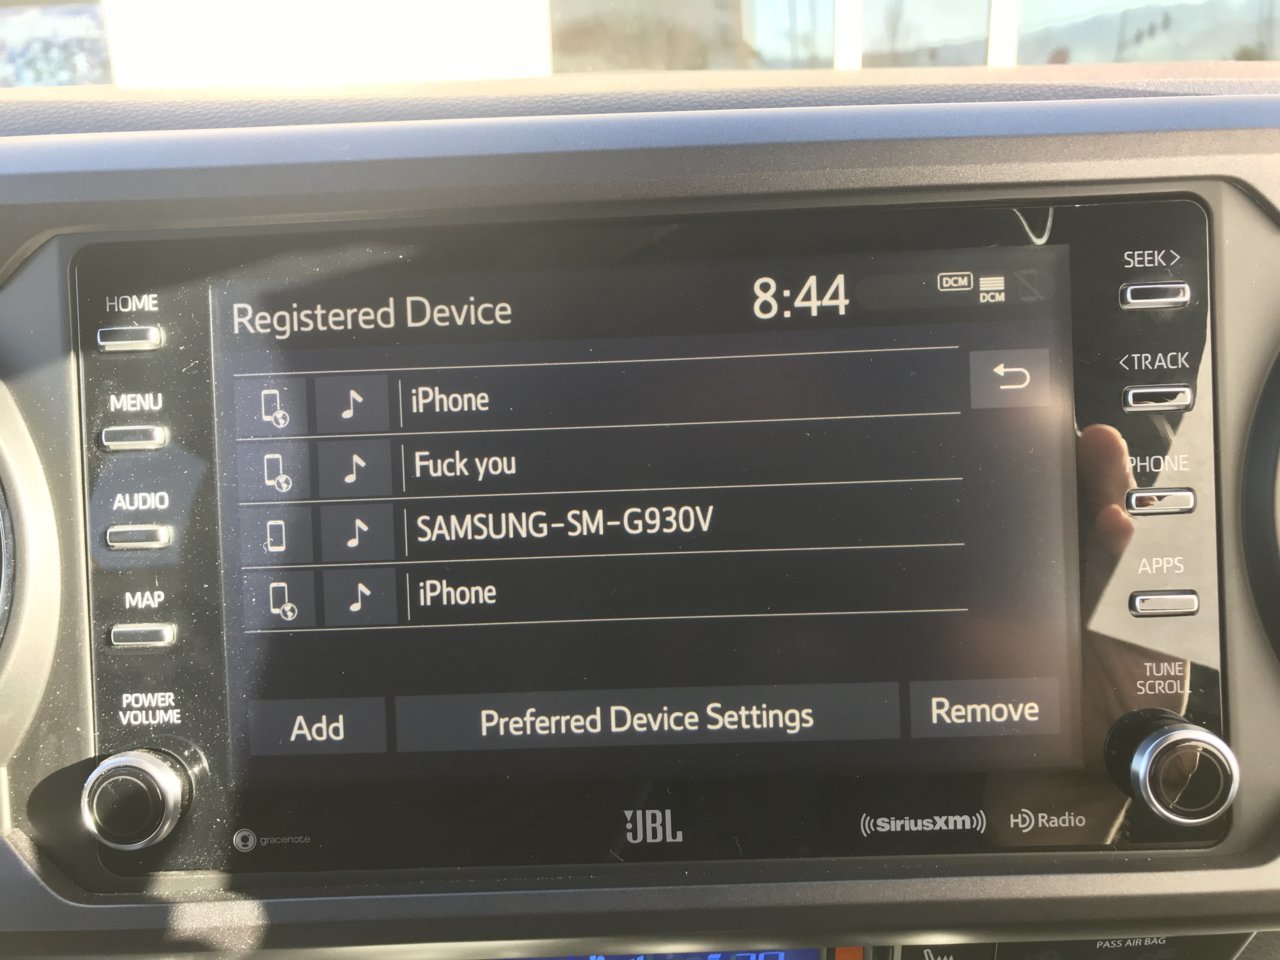 HOME
MENU
AUDIO
MAP
POWER
VOLUME
Registered Device
8:44
DCM
DCM
iPhone
Fuck you
SAMSUNG-SM-G930V
iPhone
Add
Preferred Device Settings
Remove
SEEK>
<TRACK
PHONE
APPS
TUNE
SCROLL
gracenote
JBL
((SiriusXM))
HD Radio
PASS AIR BAG